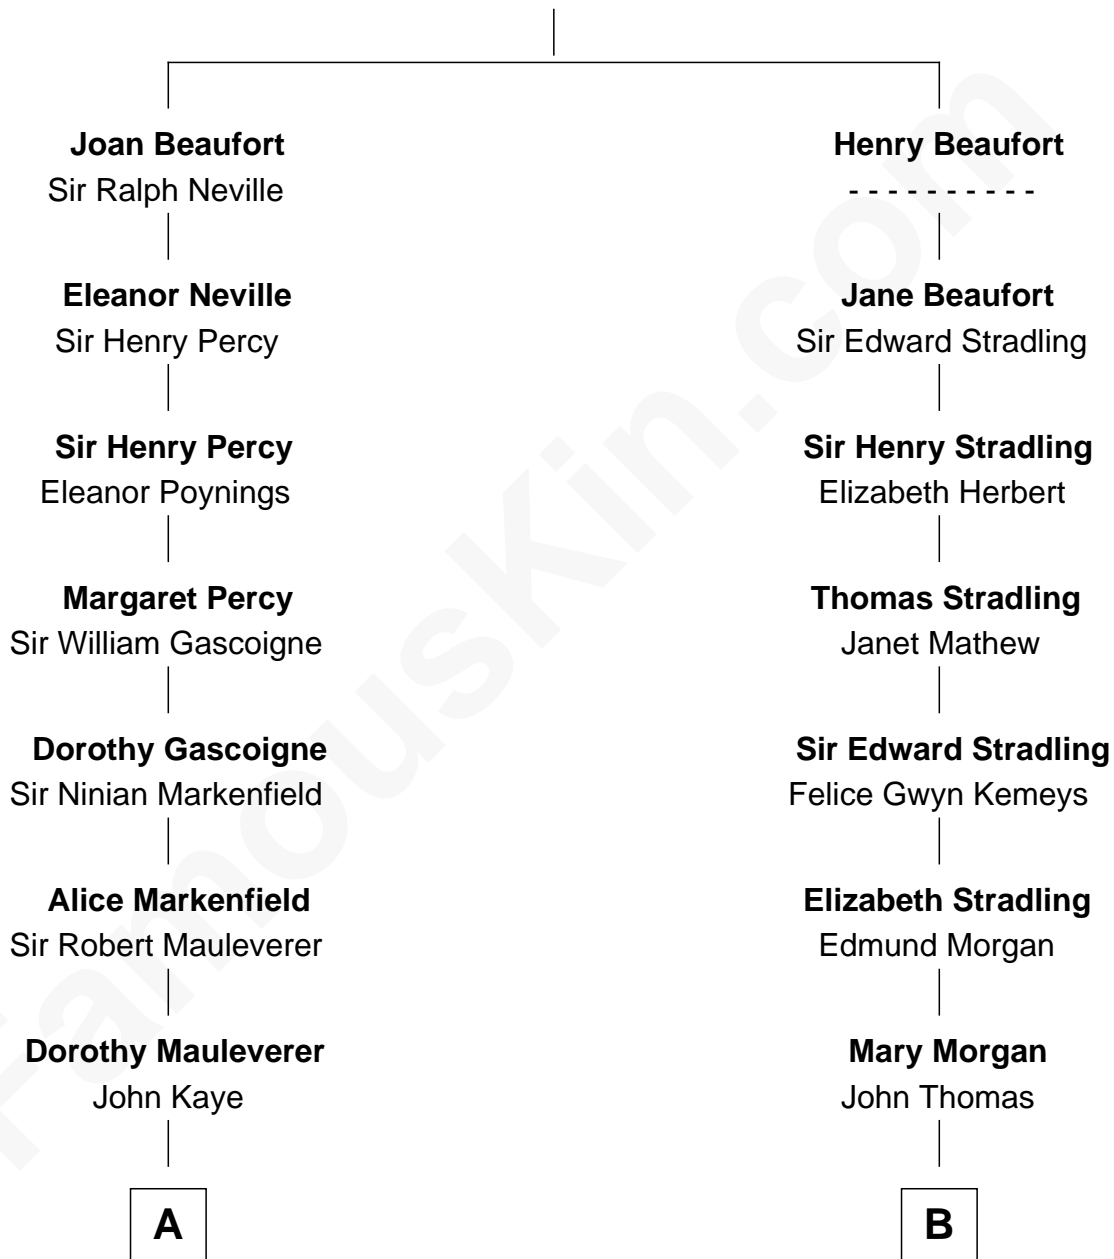 Joan Beaufort
Sir Ralph Neville
Eleanor Neville
Sir Henry Percy
Sir Henry Percy
Eleanor Poynings
Margaret Percy
Sir William Gascoigne
Dorothy Gascoigne
Sir Ninian Markenfield
Alice Markenfield
Sir Robert Mauleverer
Dorothy Mauleverer
John Kaye
A
Henry Beaufort
- - - - - - - - - -
Jane Beaufort
Sir Edward Stradling
Sir Henry Stradling
Elizabeth Herbert
Thomas Stradling
Janet Mathew
Sir Edward Stradling
Felice Gwyn Kemeys
Elizabeth Stradling
Edmund Morgan
Mary Morgan
John Thomas
B
FamousKin.com